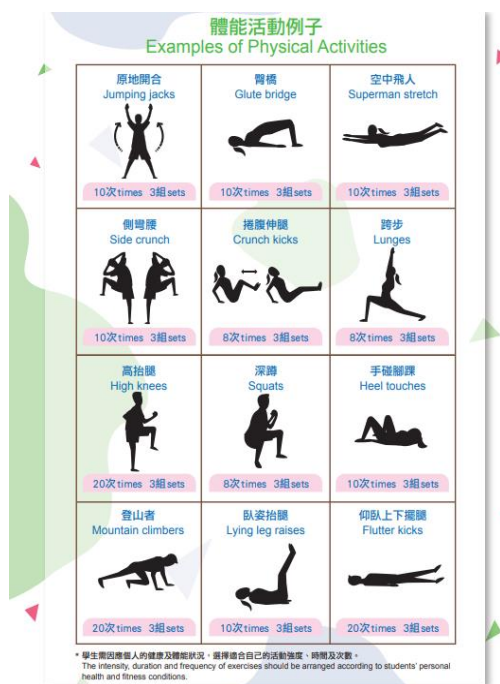 體能活動例子
Examples of Physical Activities
原地開合
Jumping jacks
10次times 3組sets
臀橋
Glute bridge
10次times 3組sets
空中飛人
Superman stretch
10次times 3組sets
側彎腰
Side crunch
10次times 3組sets
捲腹伸腿
Crunch kicks
8次times 3組sets
跨步
Lunges
8次times 3組sets
高抬腿
High knees
20次times 3組sets
深蹲
Squats
8次times 3組sets
手碰腳踝
Heel touches
10次times 3組sets
登山者
Mountain climbers
20次times 3組sets
臥姿抬腿
Lying leg raises
10次times 3組sets
仰臥上下擺腿
Flutter kicks
20次times 3組sets
* 學生需因應個人的健康及體能狀況，選擇適合自己的活動強度、時間及次數。
The intensity, duration and frequency of exercises should be arranged according to students' personal
health and fitness conditions.